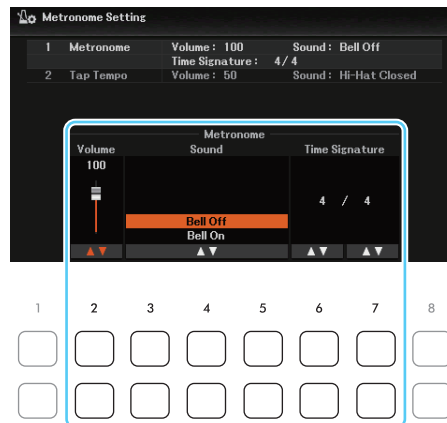 Metronome Setting
1 Metronome Volume : 100 Sound : Bell Off
Time Signature : 4/4
2 Tap Tempo Volume : 50 Sound : Hi-Hat Closed
Metronome
Volume Sound Time Signature
100
4 / 4
Bell Off
Bell On
1 2 3 4 5 6 7 8